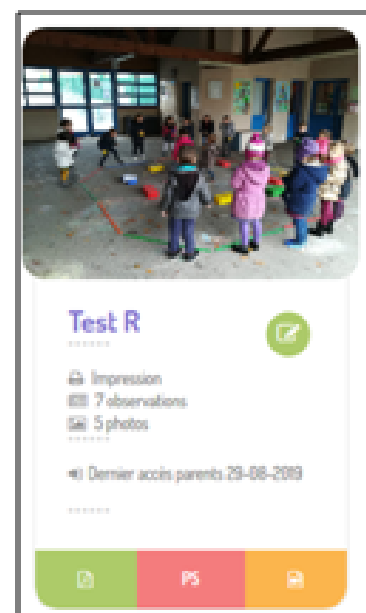 Test R
Impression
7 observations
5 photos
Dernier accès parents 29-08-2019
PS